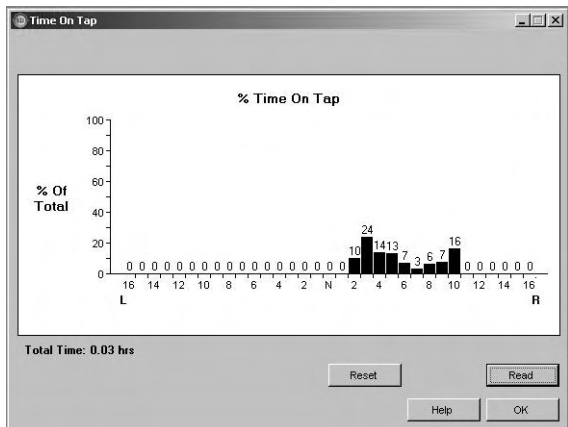 Time On Tap
% Time On Tap
100
80
60
40
20
0
% Of
Total
0 0 0 0 0 0 0 0 0 0 0 0 0 0 0 0 0 0 10 24 14 13 7 3 6 7 16 0 0 0 0 0 0
16 14 12 10 8 6 4 2 N 2 4 6 8 10 12 14 16
L R
Total Time: 0.03 hrs
Reset Read
Help OK